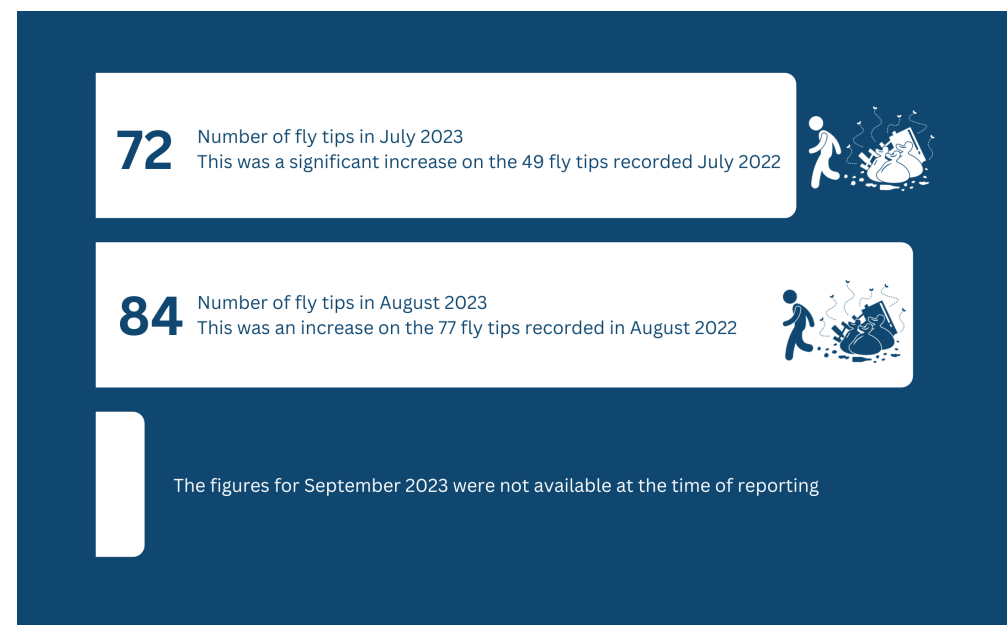 72
Number of fly tips in July 2023
This was a significant increase on the 49 fly tips recorded July 2022
84
Number of fly tips in August 2023
This was an increase on the 77 fly tips recorded in August 2022
The figures for September 2023 were not available at the time of reporting